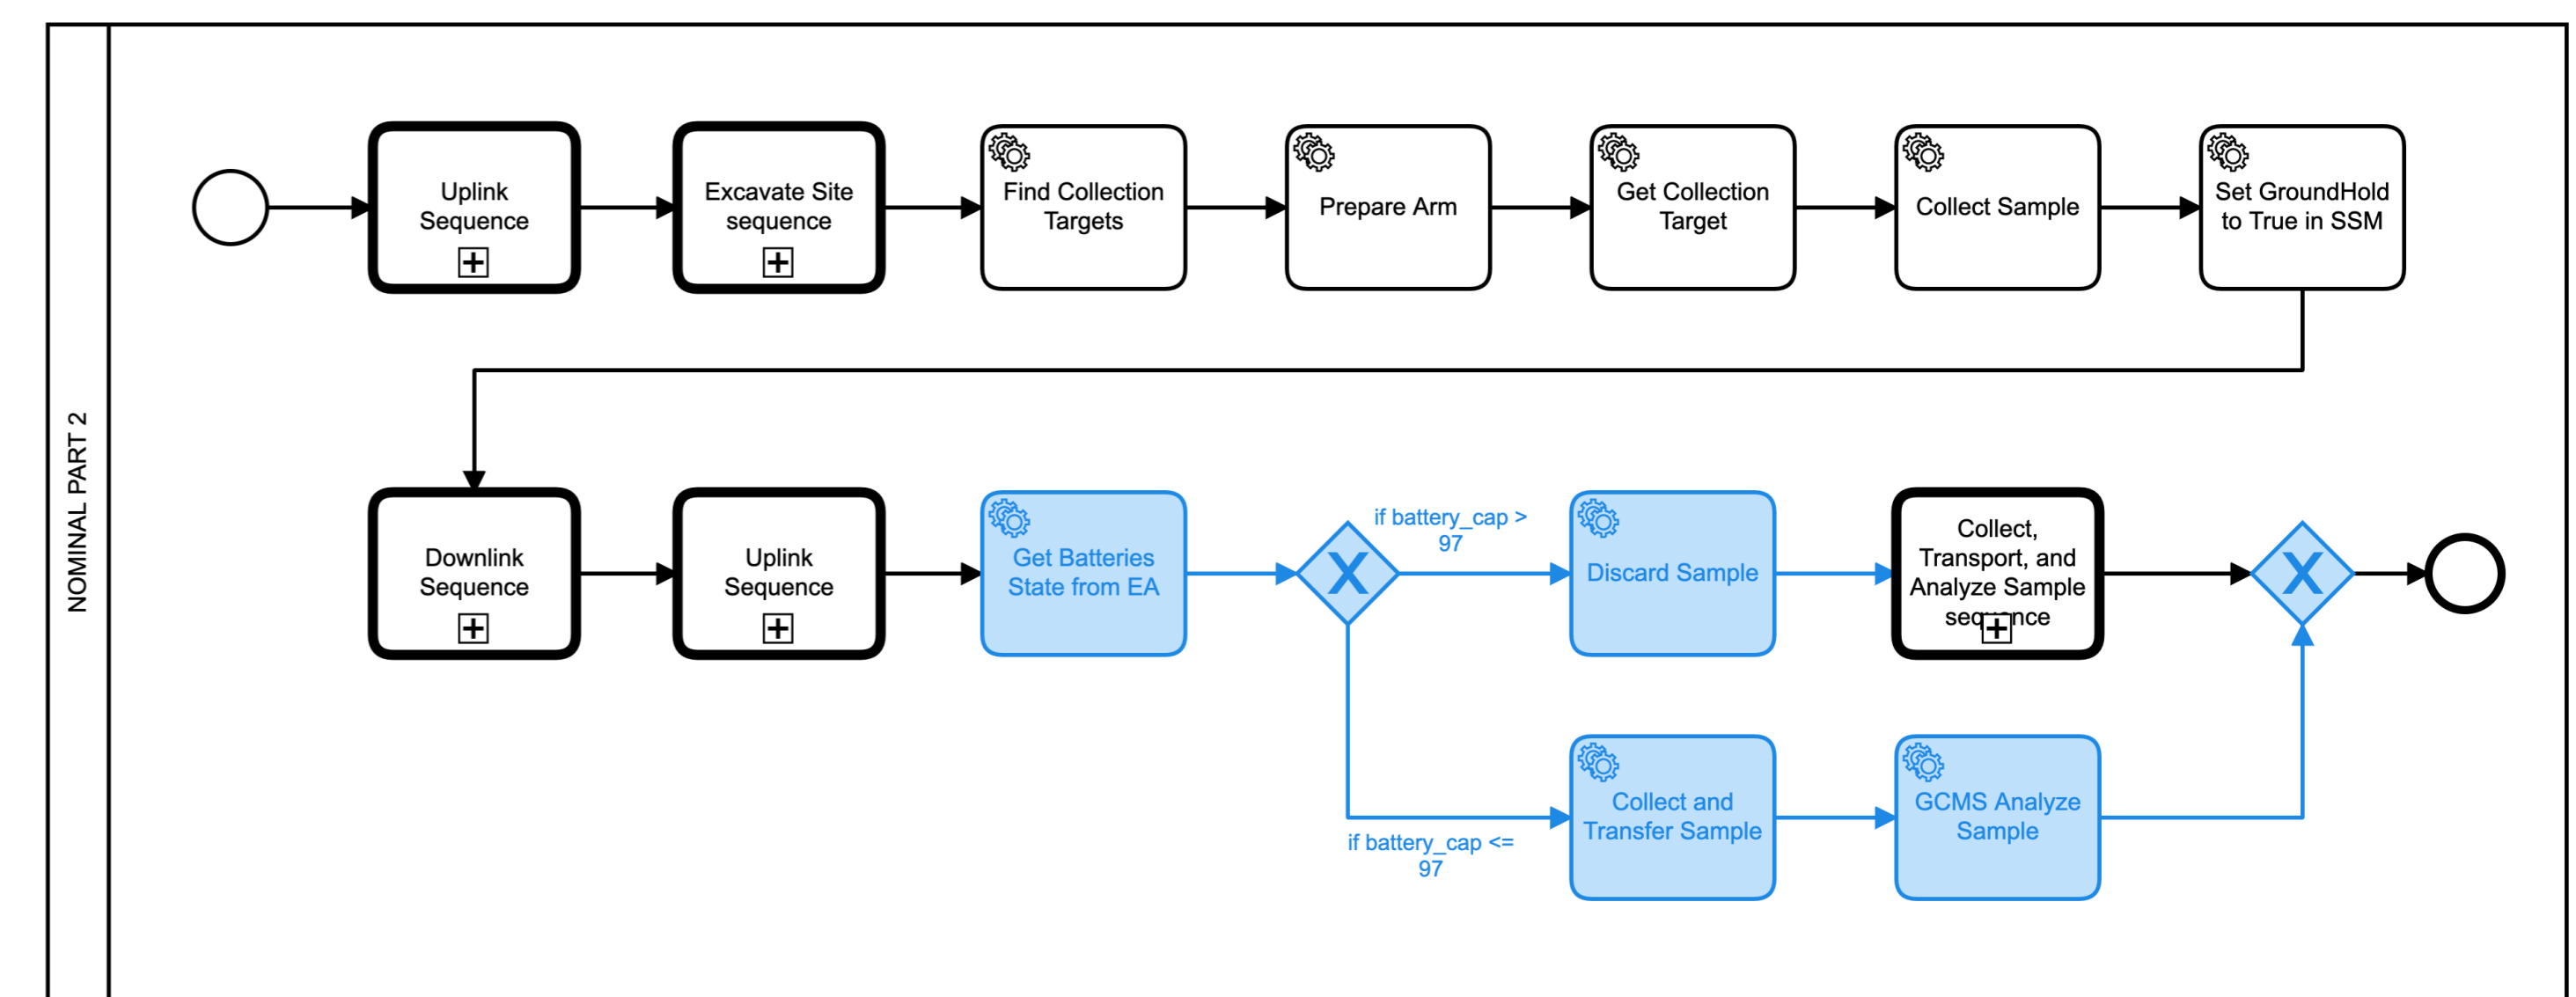 NOMINAL PART 2
Uplink
Sequence
Excavate Site
sequence
Find Collection
Targets
Prepare Arm
Get Collection
Target
Collect Sample
Set GroundHold
to True in SSM
Downlink
Sequence
Uplink
Sequence
Get Batteries
State from EA
X
if battery_cap >
97
Discard Sample
Collect,
Transport, and
Analyze Sample
sequence
X
if battery_cap <=
97
Collect and
Transfer Sample
GCMS Analyze
Sample